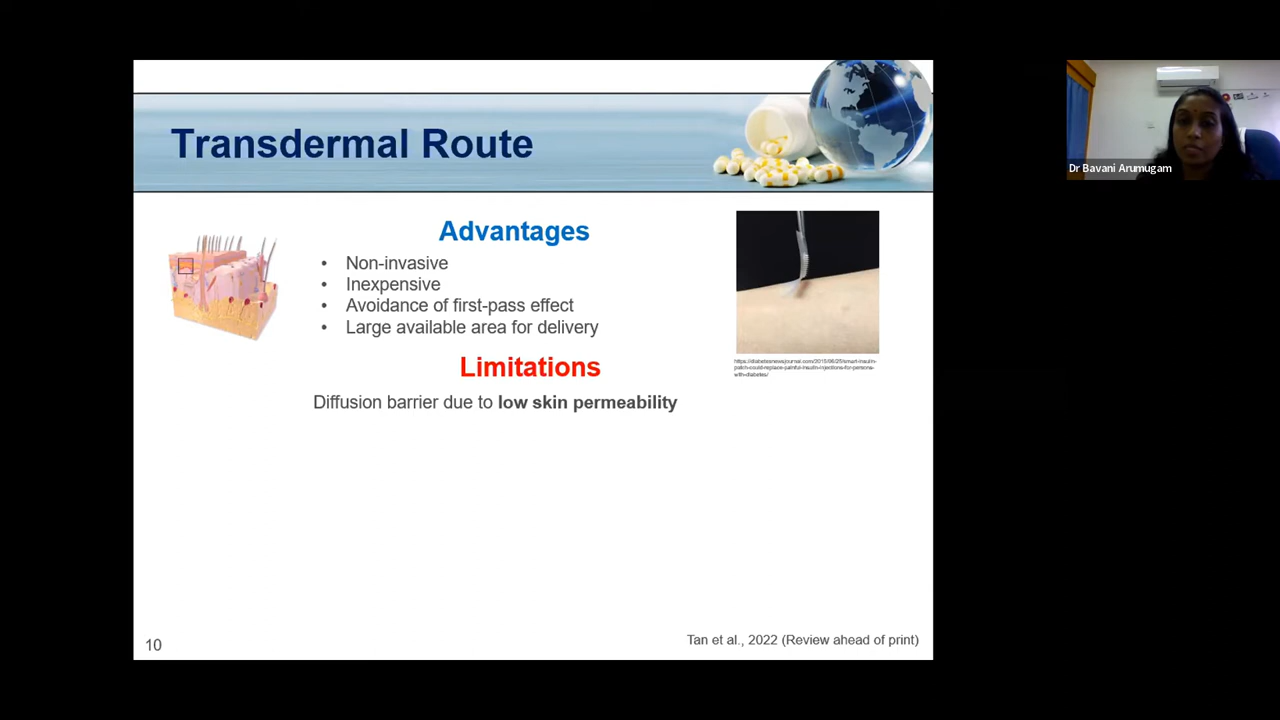 Transdermal Route
Dr Bavani Arumugam
Advantages
• Non-invasive
• Inexpensive
• Avoidance of first-pass effect
• Large available area for delivery
https://diabetesnewsjournal.com/2015/06/25/smart-insulin-
patch-could-replace-painful-insulin-injections-for-persons-
with-diabetes/
Limitations
Diffusion barrier due to low skin permeability
10
Tan et al., 2022 (Review ahead of print)